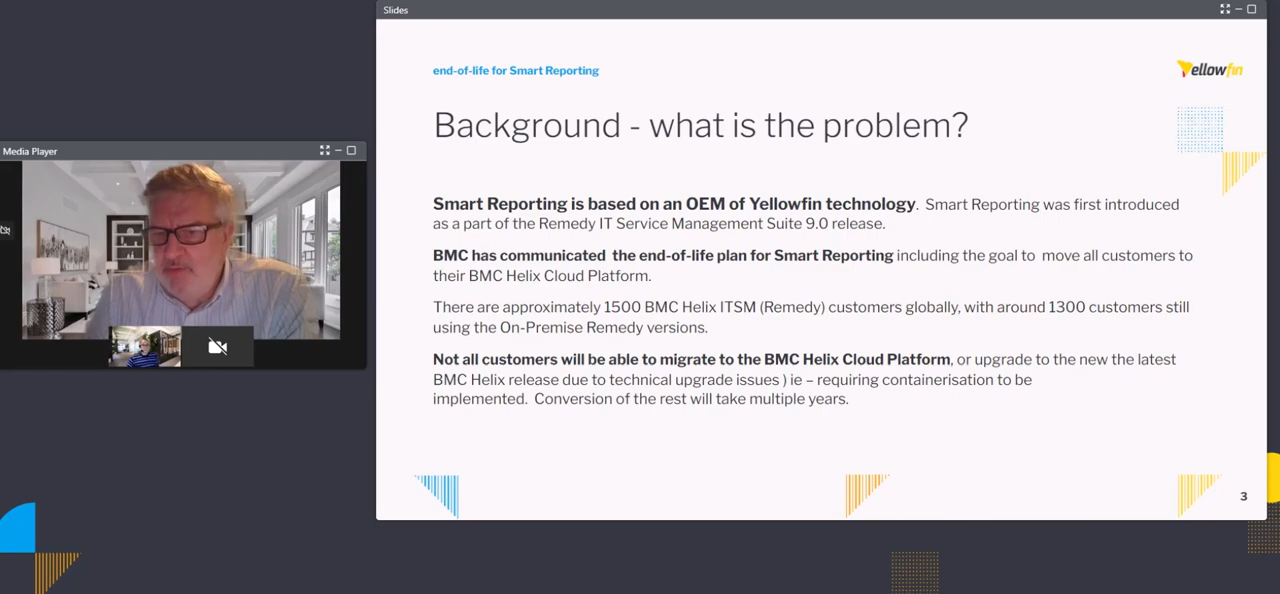 Slides
end-of-life for Smart Reporting
Yellowfin
Background - what is the problem?
Media Player
Smart Reporting is based on an OEM of Yellowfin technology.  Smart Reporting was first introduced
as a part of the Remedy IT Service Management Suite 9.0 release.
BMC has communicated  the end-of-life plan for Smart Reporting including the goal to  move all customers to
their BMC Helix Cloud Platform.
There are approximately 1500 BMC Helix ITSM (Remedy) customers globally, with around 1300 customers still
using the On-Premise Remedy versions.
Not all customers will be able to migrate to the BMC Helix Cloud Platform, or upgrade to the new the latest
BMC Helix release due to technical upgrade issues ) ie – requiring containerisation to be
implemented.  Conversion of the rest will take multiple years.
3